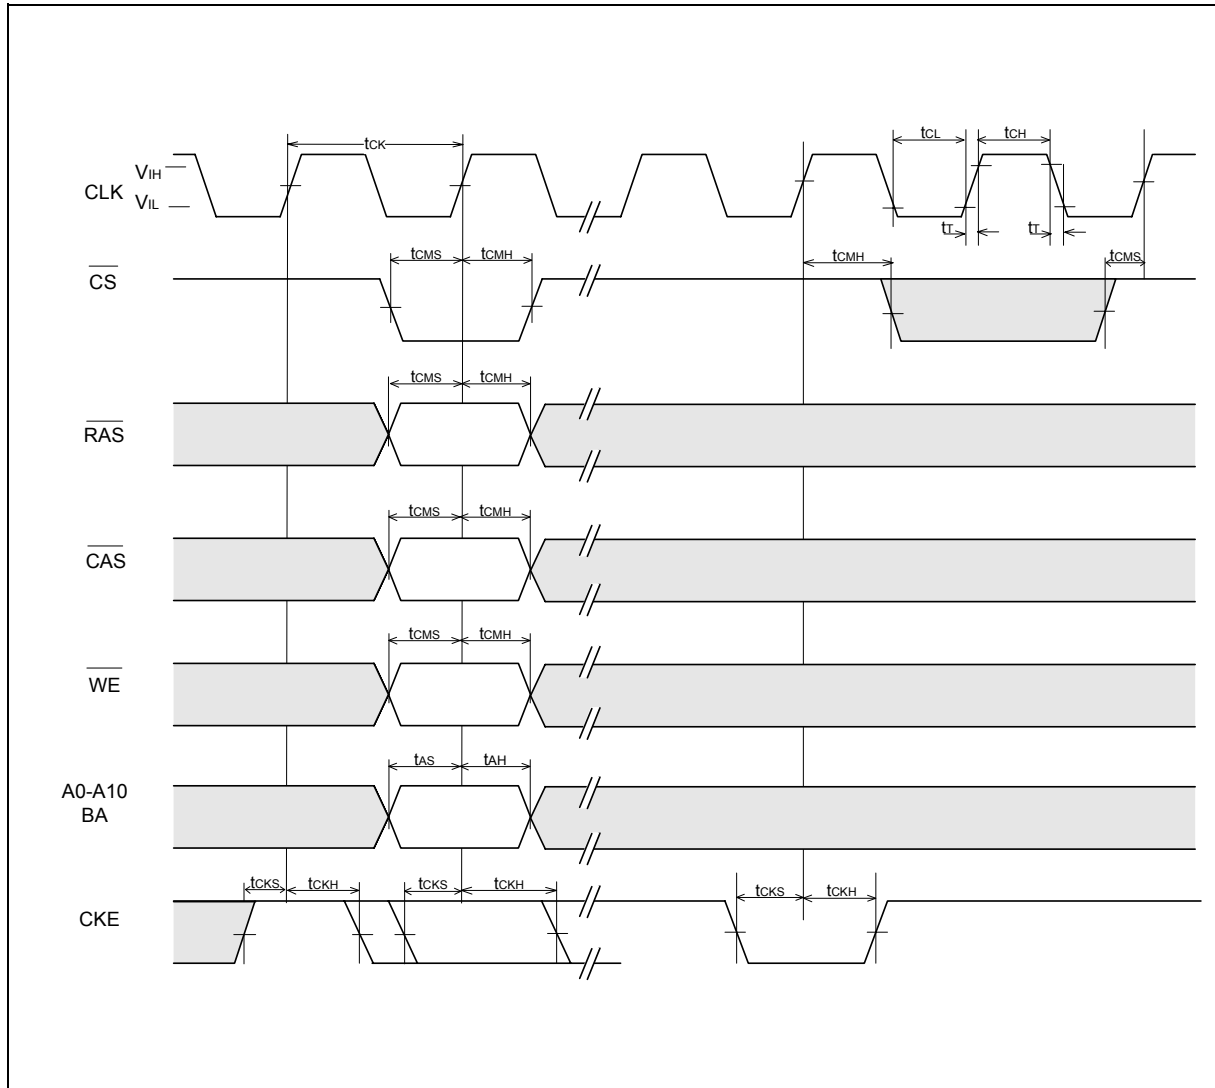 tCK
tCL
tCH
VIH
CLK
VIL
tT
tT
tCMS
tCMH
tCMH
tCMS
CS
tCMS
tCMH
RAS
tCMS
tCMH
CAS
tCMS
tCMH
WE
tAS
tAH
A0-A10
BA
tCKS
tCKH
tCKS
tCKH
tCKS
tCKH
CKE